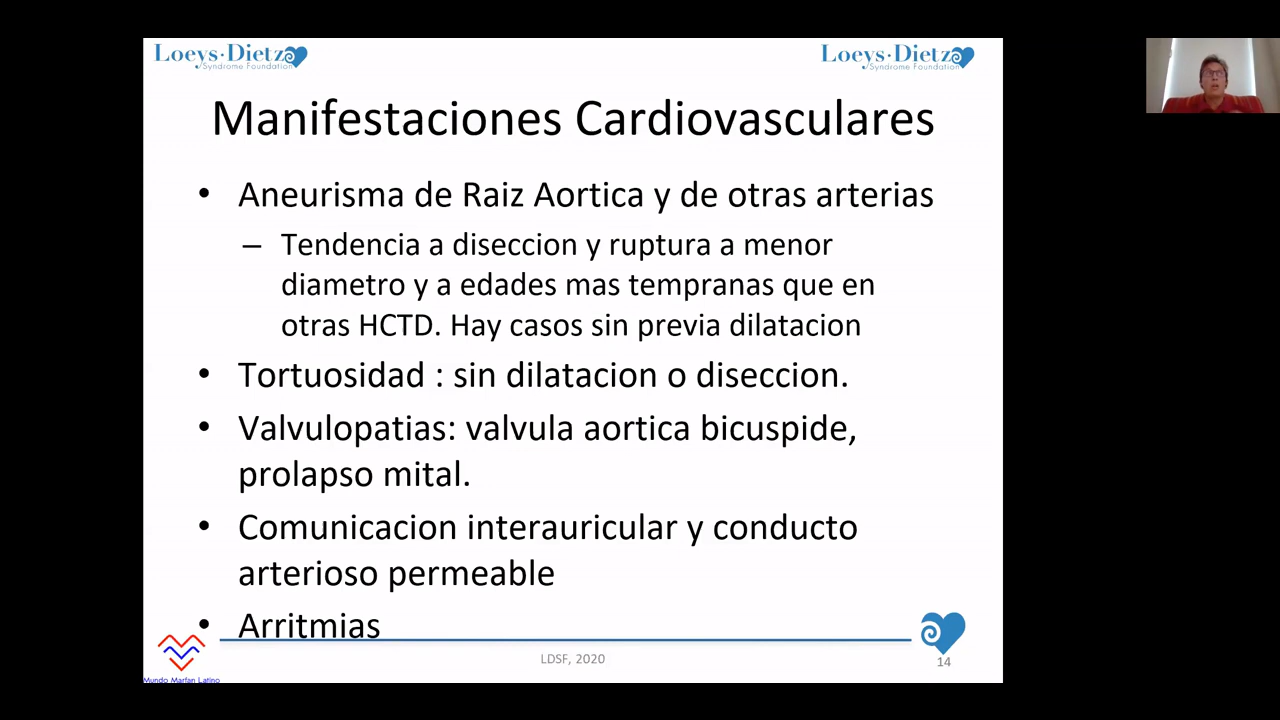 Loeys·Dietz
Syndrome Foundation
Loeys·Dietz
Syndrome Foundation
Manifestaciones Cardiovasculares
• Aneurisma de Raiz Aortica y de otras arterias
– Tendencia a diseccion y ruptura a menor
diametro y a edades mas tempranas que en
otras HCTD. Hay casos sin previa dilatacion
• Tortuosidad : sin dilatacion o diseccion.
• Valvulopatias: valvula aortica bicuspide,
prolapso mital.
• Comunicacion interauricular y conducto
arterioso permeable
• Arritmias
LDSF, 2020
14
Mundo Marfan Latino